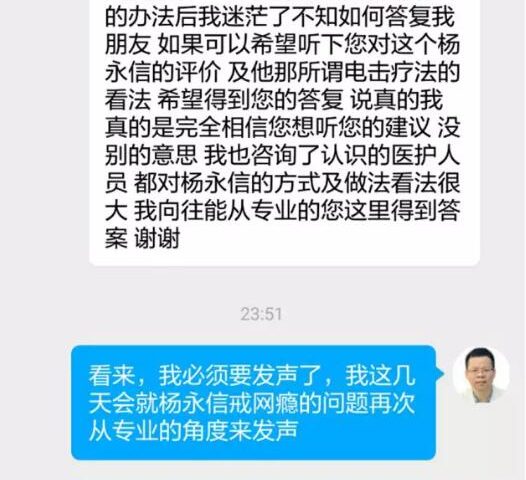 的办法后我迷茫了不知如何答复我
朋友 如果可以希望听下您对这个杨
永信的评价 及他那所谓电击疗法的
看法 希望得到您的答复 说真的我
真的是完全相信您想听您的建议 没
别的意思 我也咨询了认识的医护人
员 都对杨永信的方式及做法看法很
大 我向往能从专业的您这里得到答
案 谢谢
23:51
看来，我必须要发声了，我这几
天会就杨永信戒网瘾的问题再次
从专业的角度来发声